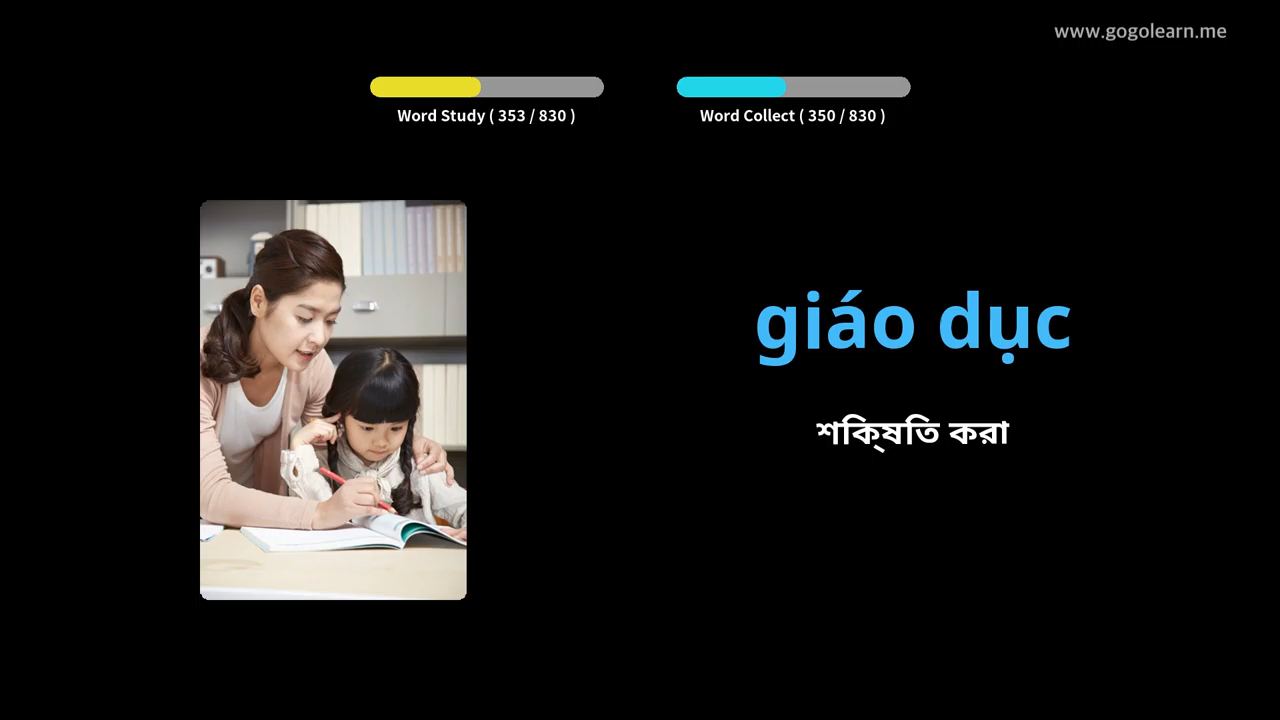 www.gogolearn.me
Word Study ( 353 / 830 )
Word Collect ( 350 / 830 )
giáo dục
শিক্ষিত করা